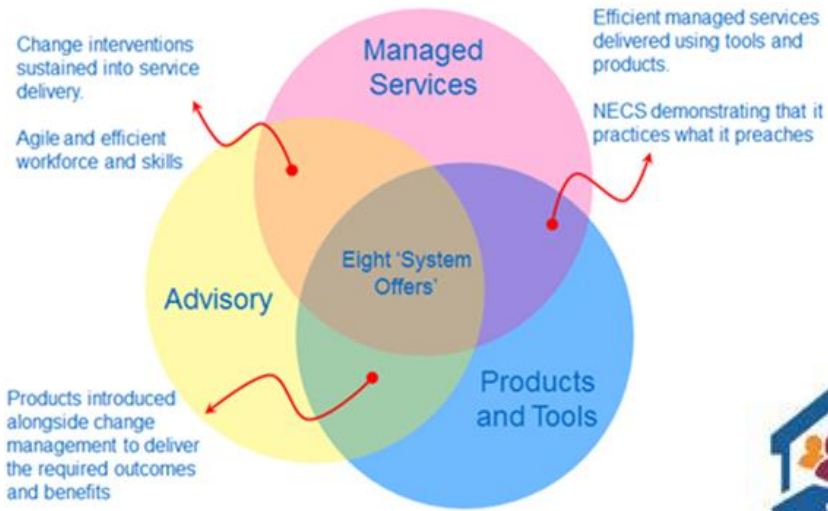 Change interventions
sustained into service
delivery.
Agile and efficient
workforce and skills
Managed
Services
Efficient managed services
delivered using tools and
products.
NECS demonstrating that it
practices what it preaches
Eight ‘System
Offers’
Advisory
Products
and Tools
Products introduced
alongside change
management to deliver
the required outcomes
and benefits